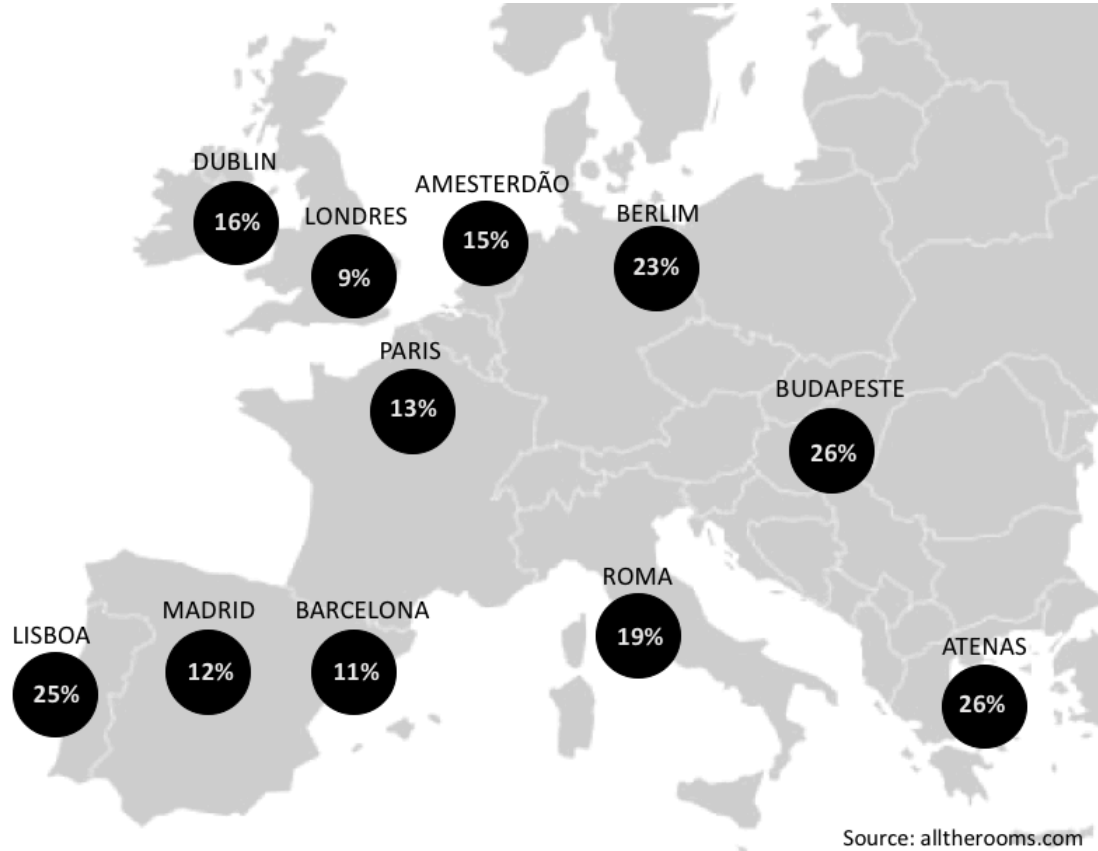 DUBLIN
16%
LONDRES
9%
AMESTERDÃO
15%
BERLIM
23%
PARIS
13%
BUDAPESTE
26%
ROMA
19%
MADRID
12%
BARCELONA
11%
LISBOA
25%
ATENAS
26%
Source: alltherooms.com